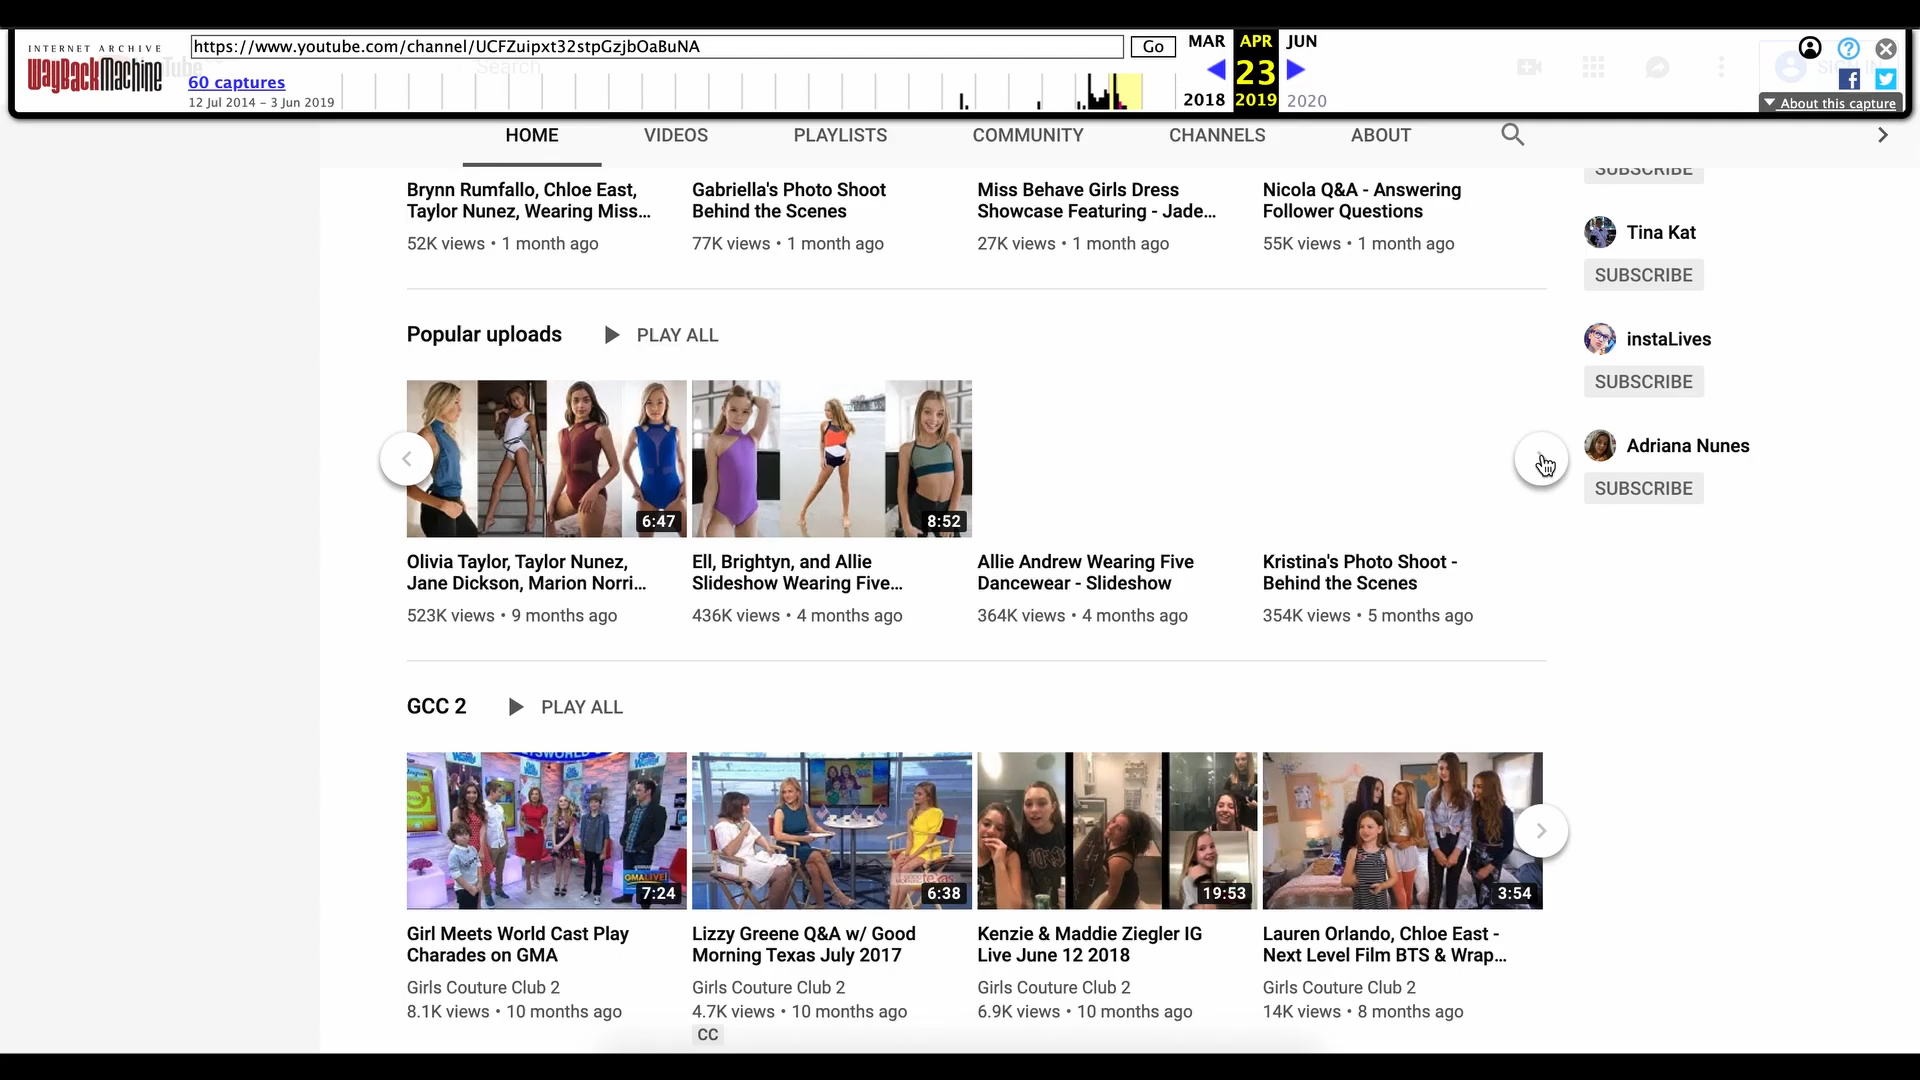 INTERNET ARCHIVE
WayBackMachine
https://www.youtube.com/channel/UCFZuipxt32stpGzjbOaBuNA
Go
60 captures
12 Jul 2014 – 3 Jun 2019
MAR APR JUN
23
2018 2019 2020
About this capture
Search
HOME VIDEOS PLAYLISTS COMMUNITY CHANNELS ABOUT
Brynn Rumfallo, Chloe East,
Taylor Nunez, Wearing Miss...
52K views • 1 month ago
Gabriella's Photo Shoot
Behind the Scenes
77K views • 1 month ago
Miss Behave Girls Dress
Showcase Featuring - Jade...
27K views • 1 month ago
Nicola Q&A - Answering
Follower Questions
55K views • 1 month ago
SUBSCRIBE
Tina Kat
SUBSCRIBE
instaLives
SUBSCRIBE
Adriana Nunes
SUBSCRIBE
Popular uploads PLAY ALL
6:47
Olivia Taylor, Taylor Nunez,
Jane Dickson, Marion Norri...
523K views • 9 months ago
8:52
Ell, Brightyn, and Allie
Slideshow Wearing Five...
436K views • 4 months ago
Allie Andrew Wearing Five
Dancewear - Slideshow
364K views • 4 months ago
Kristina's Photo Shoot -
Behind the Scenes
354K views • 5 months ago
GCC 2 PLAY ALL
GMA LIVE!
7:24
Girl Meets World Cast Play
Charades on GMA
Girls Couture Club 2
8.1K views • 10 months ago
6:38
Lizzy Greene Q&A w/ Good
Morning Texas July 2017
Girls Couture Club 2
4.7K views • 10 months ago
CC
19:53
Kenzie & Maddie Ziegler IG
Live June 12 2018
Girls Couture Club 2
6.9K views • 10 months ago
3:54
Lauren Orlando, Chloe East -
Next Level Film BTS & Wrap...
Girls Couture Club 2
14K views • 8 months ago